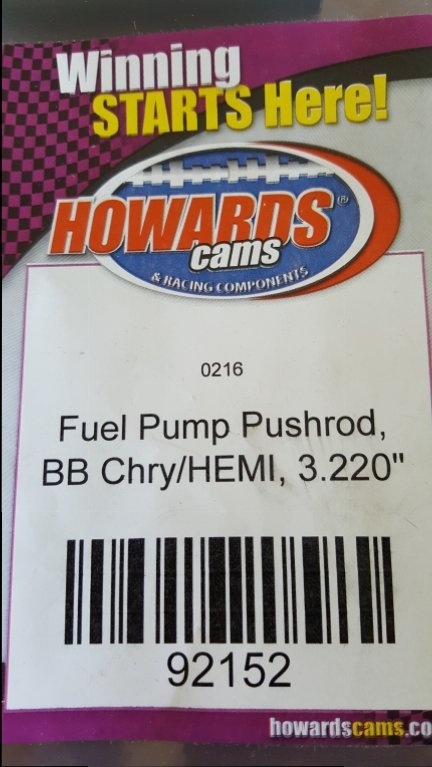 Winning
STARTS Here!
HOWARDS®
cams
& RACING COMPONENTS
0216
Fuel Pump Pushrod,
BB Chry/HEMI, 3.220"
92152
howardscams.co